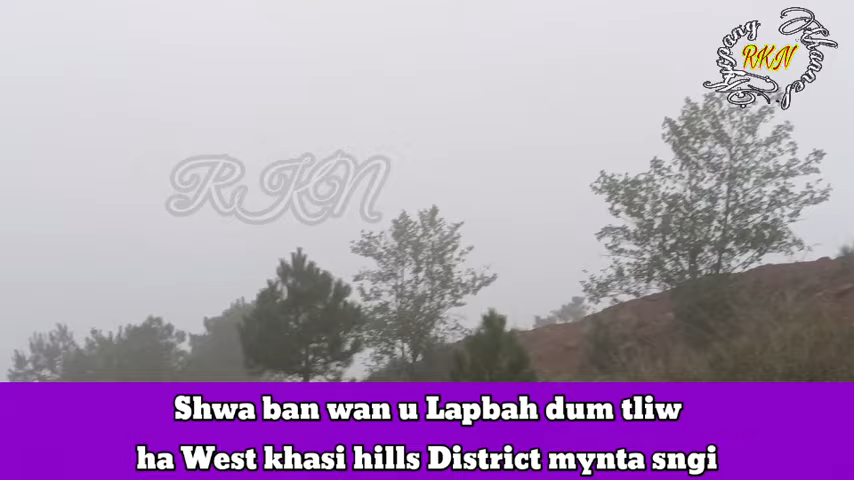 RKN
RKN
Shwa ban wan u Lapbah dum tliw
ha West khasi hills District mynta sngi